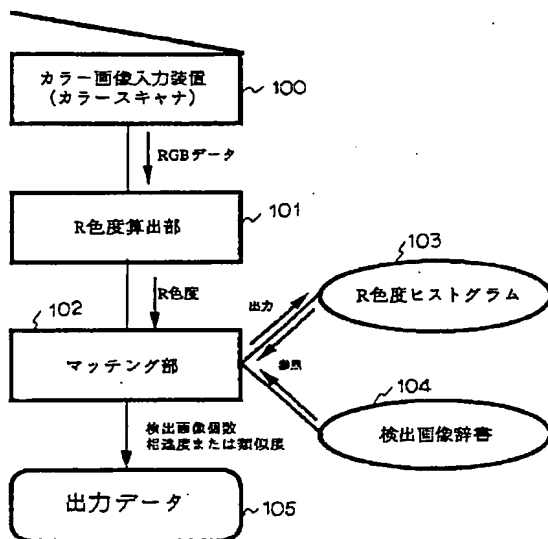 カラー画像入力装置
(カラースキャナ)
100
RGBデータ
R色度算出部
101
R色度
102
マッテング部
出力
103
R色度ヒストグラム
参照
104
検出画像辞書
検出画像個数
相違度または類似度
出力データ
105